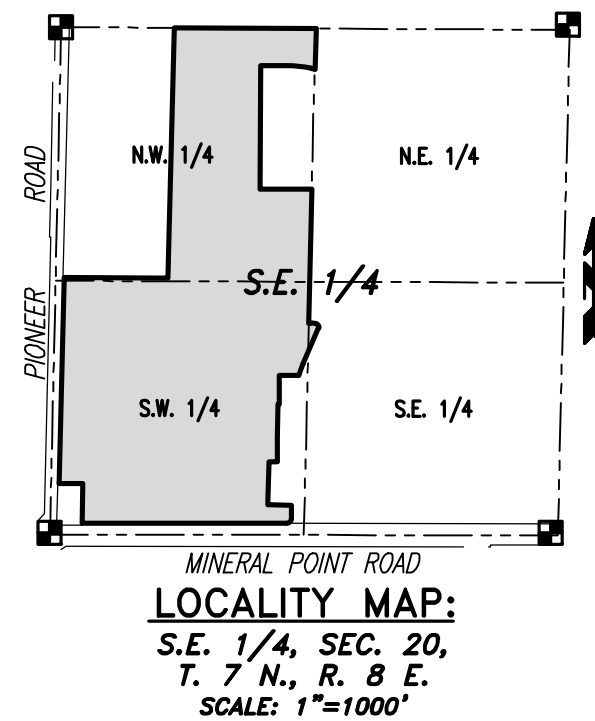 N.W. 1/4
N.E. 1/4
S.E. 1/4
S.W. 1/4
S.E. 1/4
PIONEER ROAD
MINERAL POINT ROAD
LOCALITY MAP:
S.E. 1/4, SEC. 20,
T. 7 N., R. 8 E.
SCALE: 1"=1000'